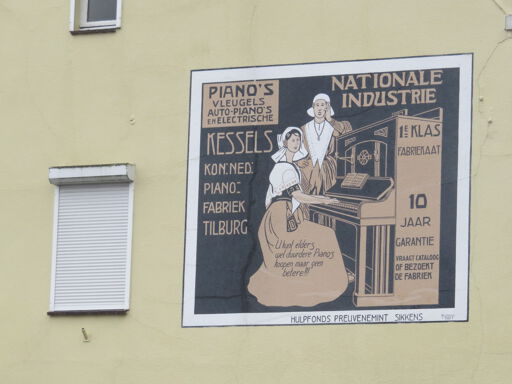 PIANO'S
VLEUGELS
AUTO-PIANO'S
EN ELECTRISCHE
NATIONALE
INDUSTRIE
KESSELS
KON. NED.
PIANO-
FABRIEK
TILBURG
1STE KLAS
FABRIEKAAT
10
JAAR
GARANTIE
VRAAGT CATALOOG
OF BEZOEKT
DE FABRIEK
U kunt elders
wel duurdere Piano's
koopen maar geen
betere!!!
HULPFONDS PREUVENEMINT SIKKENS